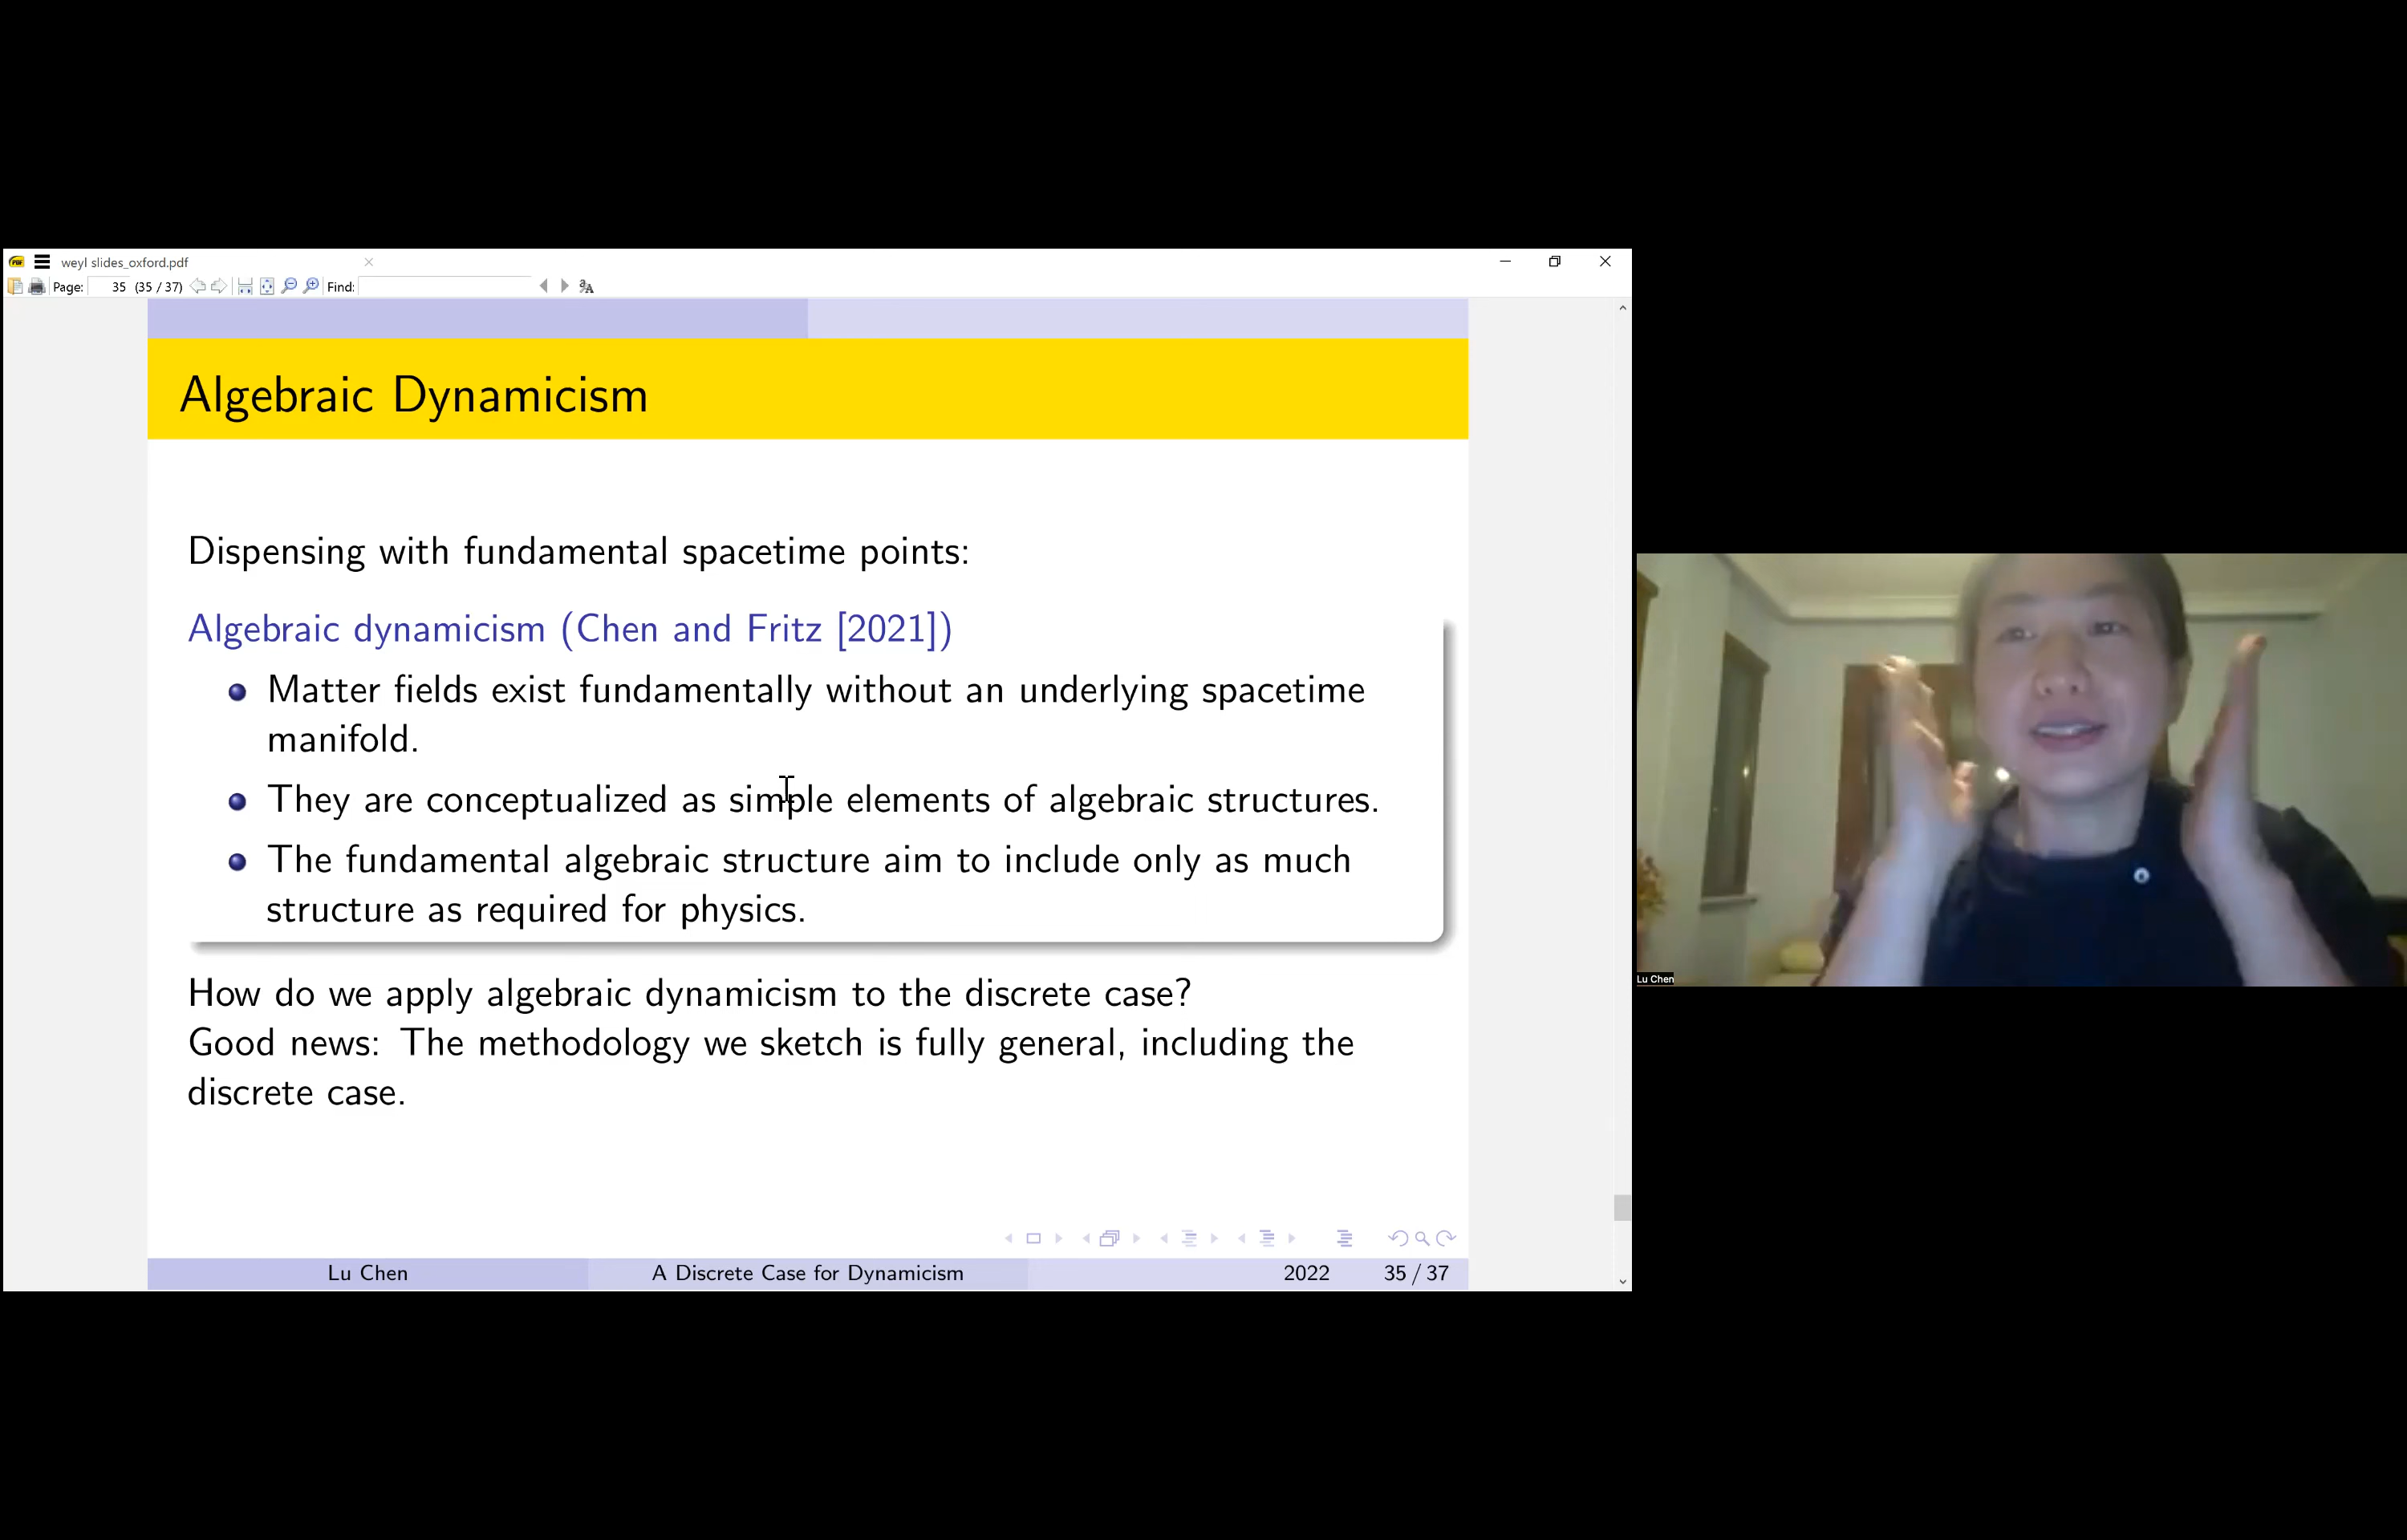 weyl slides_oxford.pdf
Page: 35 (35 / 37) Find:
Algebraic Dynamicism
Dispensing with fundamental spacetime points:
Algebraic dynamicism (Chen and Fritz [2021])
Matter fields exist fundamentally without an underlying spacetime
manifold.
They are conceptualized as simple elements of algebraic structures.
The fundamental algebraic structure aim to include only as much
structure as required for physics.
How do we apply algebraic dynamicism to the discrete case?
Good news: The methodology we sketch is fully general, including the
discrete case.
Lu Chen A Discrete Case for Dynamicism 2022 35 / 37
Lu Chen